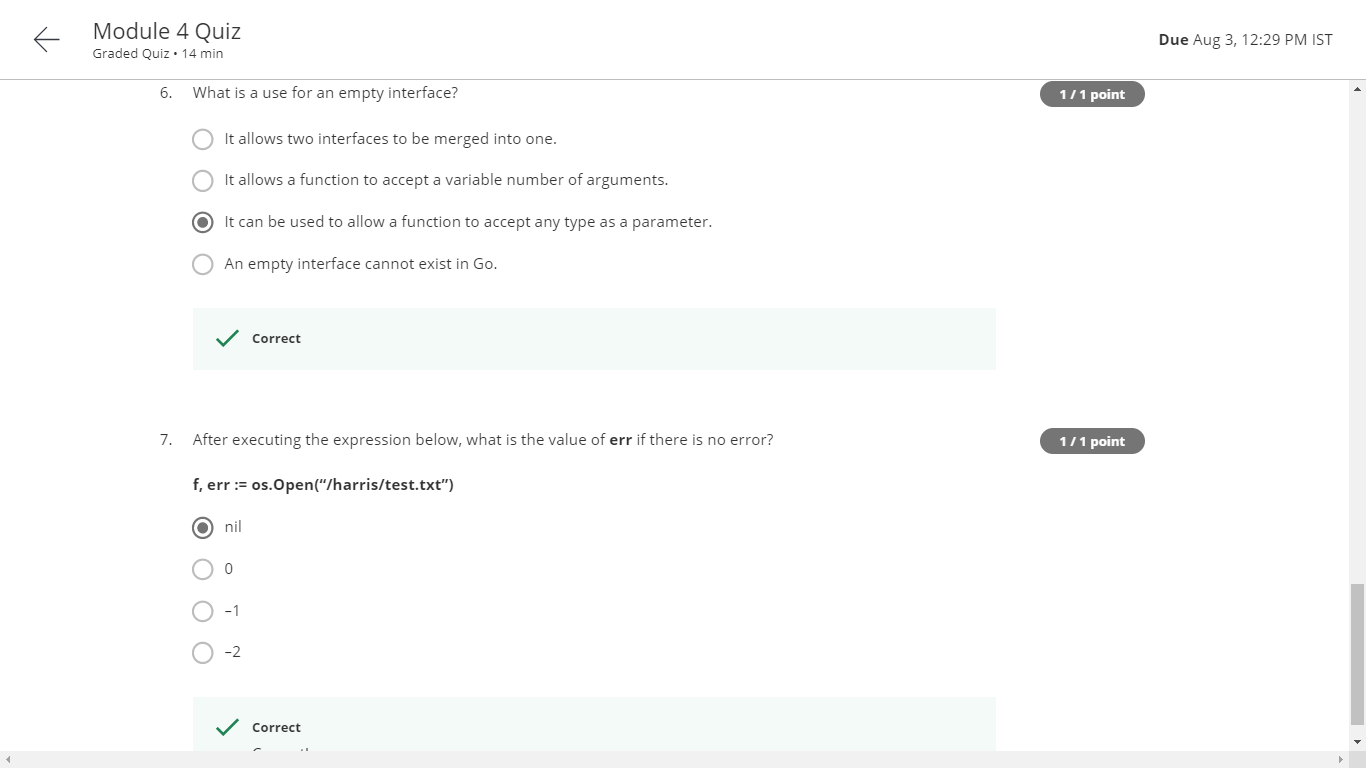 Module 4 Quiz
Graded Quiz • 14 min
Due Aug 3, 12:29 PM IST
6. What is a use for an empty interface?
1 / 1 point
It allows two interfaces to be merged into one.
It allows a function to accept a variable number of arguments.
It can be used to allow a function to accept any type as a parameter.
An empty interface cannot exist in Go.
Correct
7. After executing the expression below, what is the value of err if there is no error?
1 / 1 point
f, err := os.Open(“/harris/test.txt”)
nil
0
–1
–2
Correct